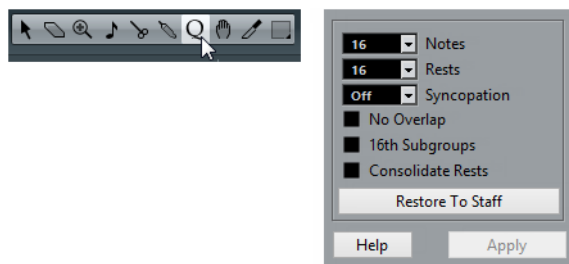 Q
16 Notes
16 Rests
Off Syncopation
No Overlap
16th Subgroups
Consolidate Rests
Restore To Staff
Help Apply